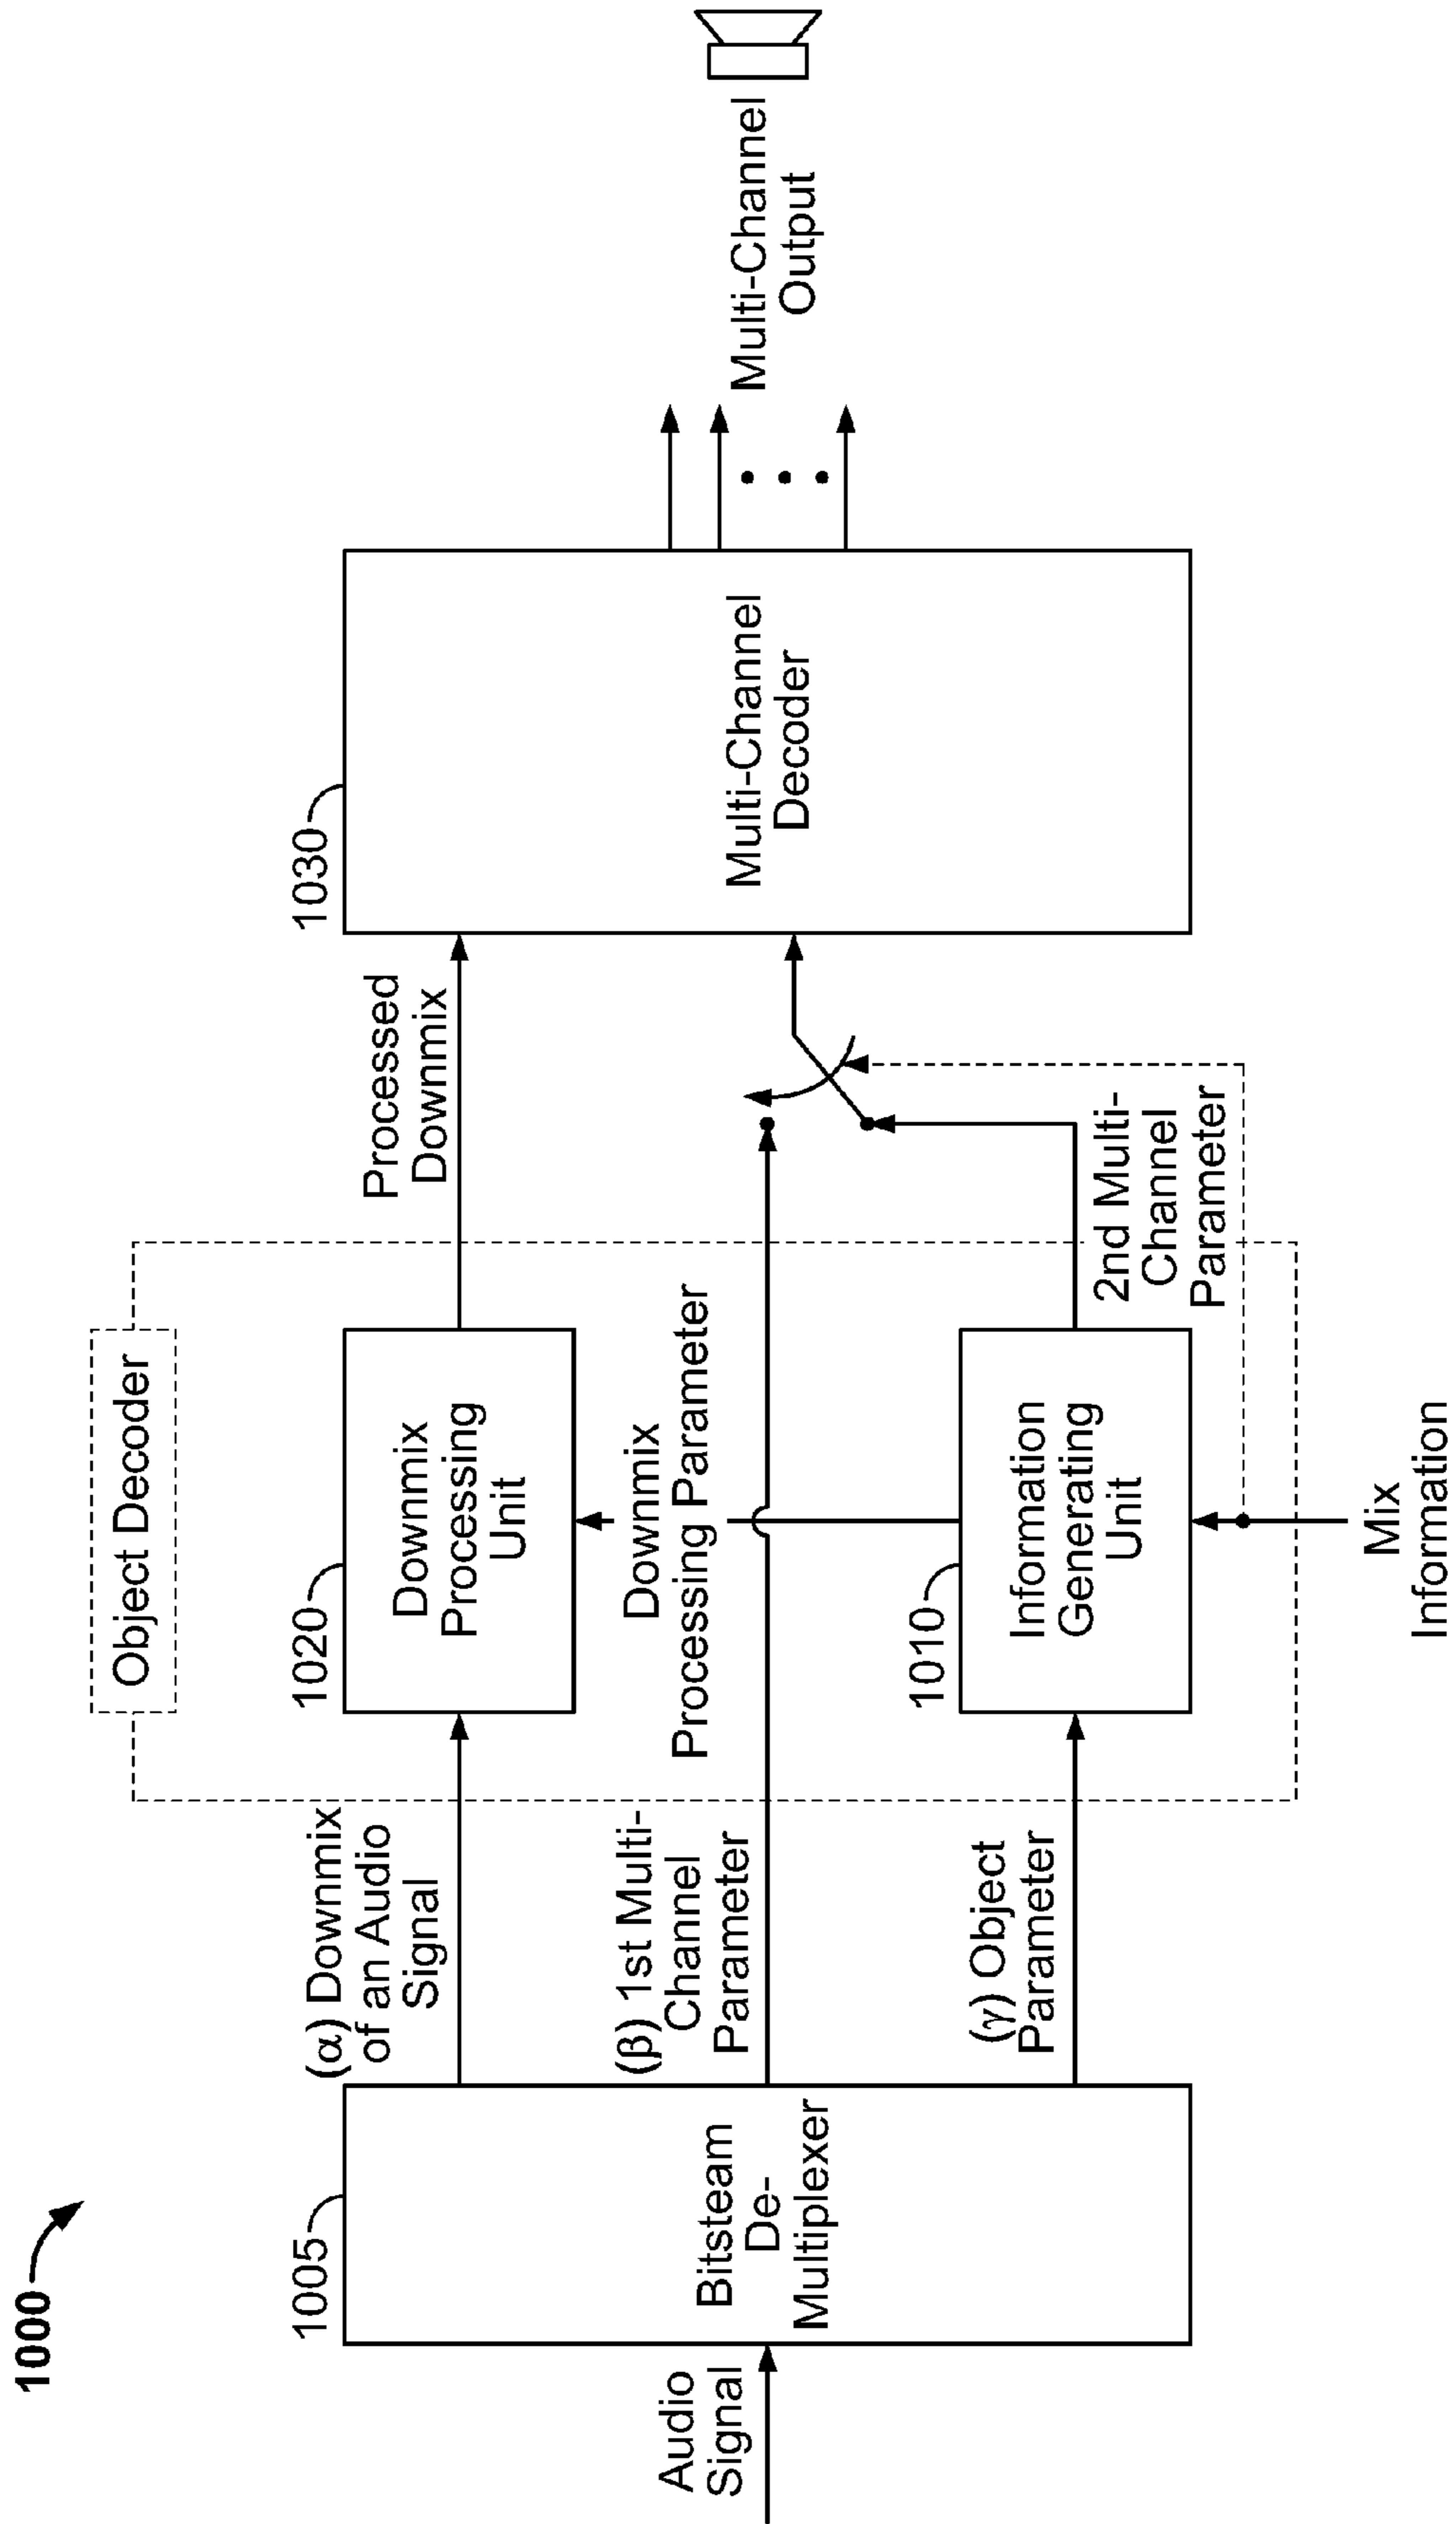 1000
Object Decoder
Audio
Signal
1005
Bitsteam
De-
Multiplexer
(α) Downmix
of an Audio
Signal
(β) 1st Multi-
Channel
Parameter
(γ) Object
Parameter
1020
Downmix
Processing
Unit
Downmix
Processing Parameter
1010
Information
Generating
Unit
Mix
Information
Processed
Downmix
2nd Multi-
Channel
Parameter
1030
Multi-Channel
Decoder
Multi-Channel
Output